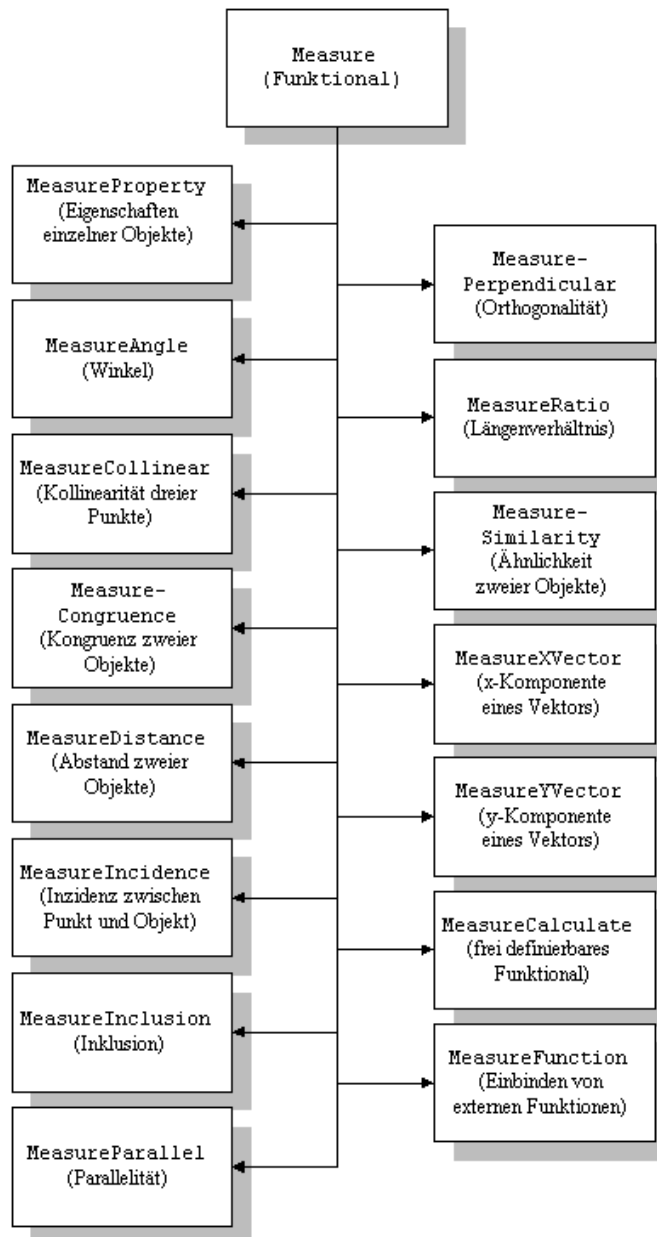 Measure
(Funktional)
MeasureProperty
(Eigenschaften
einzelner Objekte)
MeasureAngle
(Winkel)
MeasureCollinear
(Kollinearität dreier
Punkte)
Measure-
Congruence
(Kongruenz zweier
Objekte)
MeasureDistance
(Abstand zweier
Objekte)
MeasureIncidence
(Inzidenz zwischen
Punkt und Objekt)
MeasureInclusion
(Inklusion)
MeasureParallel
(Parallelität)
Measure-
Perpendicular
(Orthogonalität)
MeasureRatio
(Längenverhältnis)
Measure-
Similarity
(Ähnlichkeit
zweier Objekte)
MeasureXVector
(x-Komponente
eines Vektors)
MeasureYVector
(y-Komponente
eines Vektors)
MeasureCalculate
(frei definierbares
Funktional)
MeasureFunction
(Einbinden von
externen Funktionen)